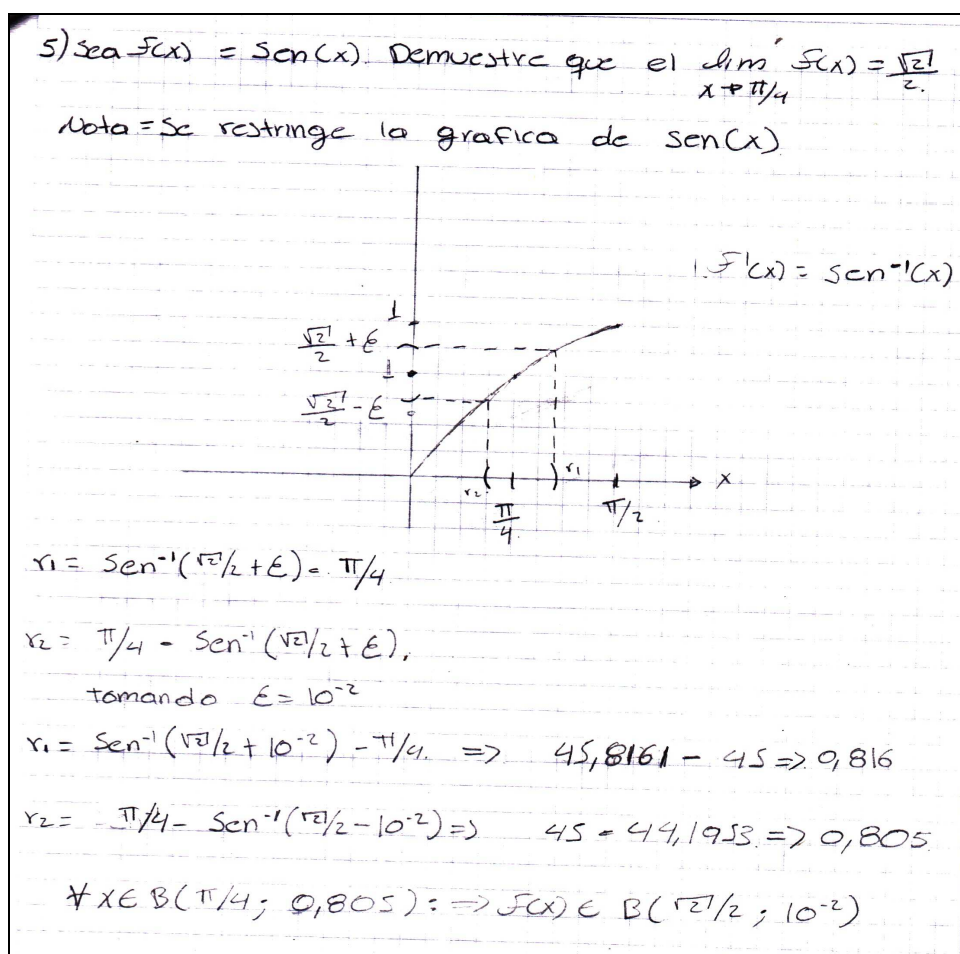 5) Sea f(x) = Sen(x). Demuestre que el lim f(x) = √2/2.
x→π/4
Nota = Se restringe la grafica de sen(x)
1. f'(x) = sen⁻¹(x)
1
√2/2 + ε
1
√2/2 - ε
r₂ r₁ x
π/4 π/2
r₁ = Sen⁻¹(√2/2 + ε) - π/4
r₂ = π/4 - Sen⁻¹(√2/2 + ε).
tomando ε = 10⁻²
r₁ = Sen⁻¹(√2/2 + 10⁻²) - π/4. => 45,8161 - 45 => 0,816
r₂ = π/4 - Sen⁻¹(√2/2 - 10⁻²) => 45 - 44,1953 => 0,805
∀ x ∈ B(π/4; 0,805): => f(x) ∈ B(√2/2; 10⁻²)